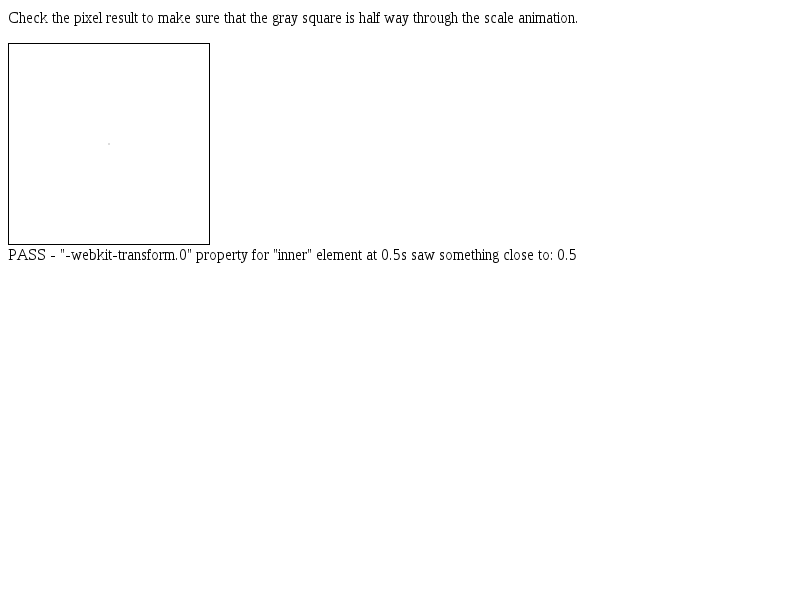 Check the pixel result to make sure that the gray square is half way through the scale animation.
PASS - "-webkit-transform.0" property for "inner" element at 0.5s saw something close to: 0.5